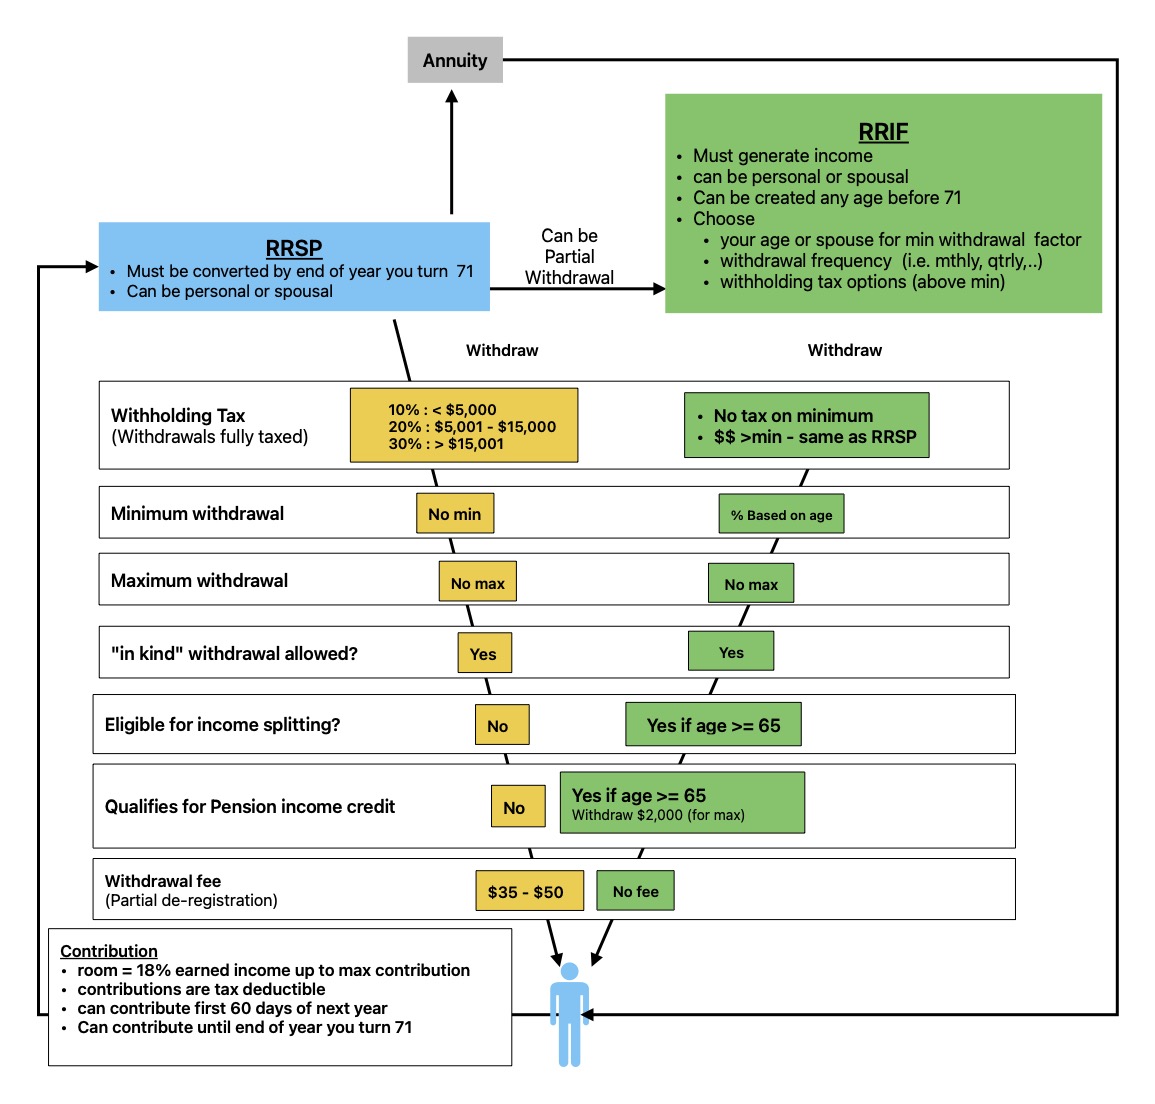 Annuity
RRIF
• Must generate income
• can be personal or spousal
• Can be created any age before 71
• Choose
• your age or spouse for min withdrawal factor
• withdrawal frequency (i.e. mthly, qtrly,..)
• withholding tax options (above min)
RRSP
• Must be converted by end of year you turn 71
• Can be personal or spousal
Can be
Partial
Withdrawal
Withdraw
Withdraw
Withholding Tax
(Withdrawals fully taxed)
10% : < $5,000
20% : $5,001 - $15,000
30% : > $15,001
• No tax on minimum
• $$ >min - same as RRSP
Minimum withdrawal
No min
% Based on age
Maximum withdrawal
No max
No max
"in kind" withdrawal allowed?
Yes
Yes
Eligible for income splitting?
No
Yes if age >= 65
Qualifies for Pension income credit
No
Yes if age >= 65
Withdraw $2,000 (for max)
Withdrawal fee
(Partial de-registration)
$35 - $50
No fee
Contribution
• room = 18% earned income up to max contribution
• contributions are tax deductible
• can contribute first 60 days of next year
• Can contribute until end of year you turn 71